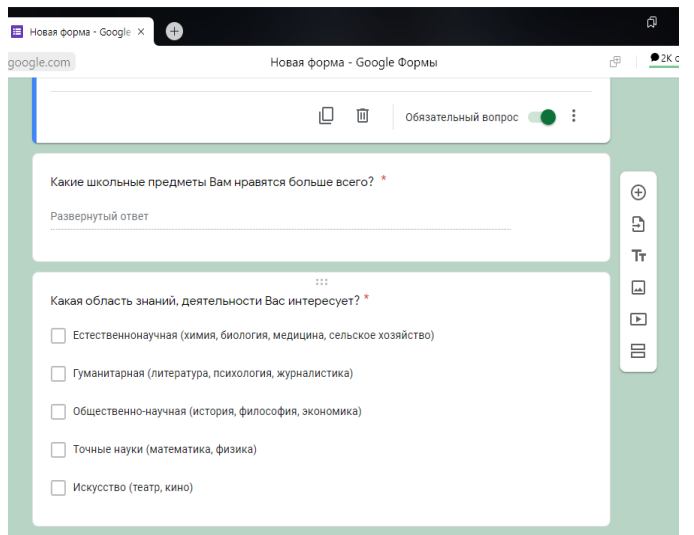 Новая форма - Google
google.com
Новая форма - Google Формы
2K о
Обязательный вопрос
Какие школьные предметы Вам нравятся больше всего? *
Развернутый ответ
Tт
Какая область знаний, деятельности Вас интересует? *
Естественнонаучная (химия, биология, медицина, сельское хозяйство)
Гуманитарная (литература, психология, журналистика)
Общественно-научная (история, философия, экономика)
Точные науки (математика, физика)
Искусство (театр, кино)